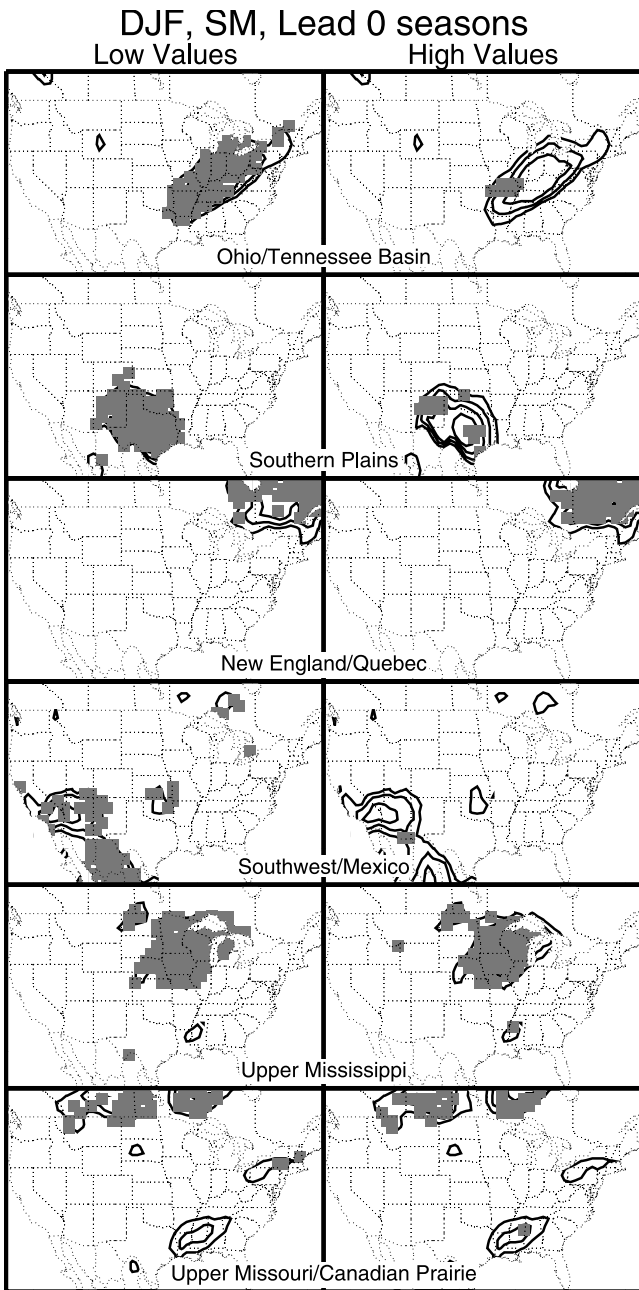 DJF, SM, Lead 0 seasons
Low Values
High Values
Ohio/Tennessee Basin
Southern Plains
New England/Quebec
Southwest/Mexico
Upper Mississippi
Upper Missouri/Canadian Prairie